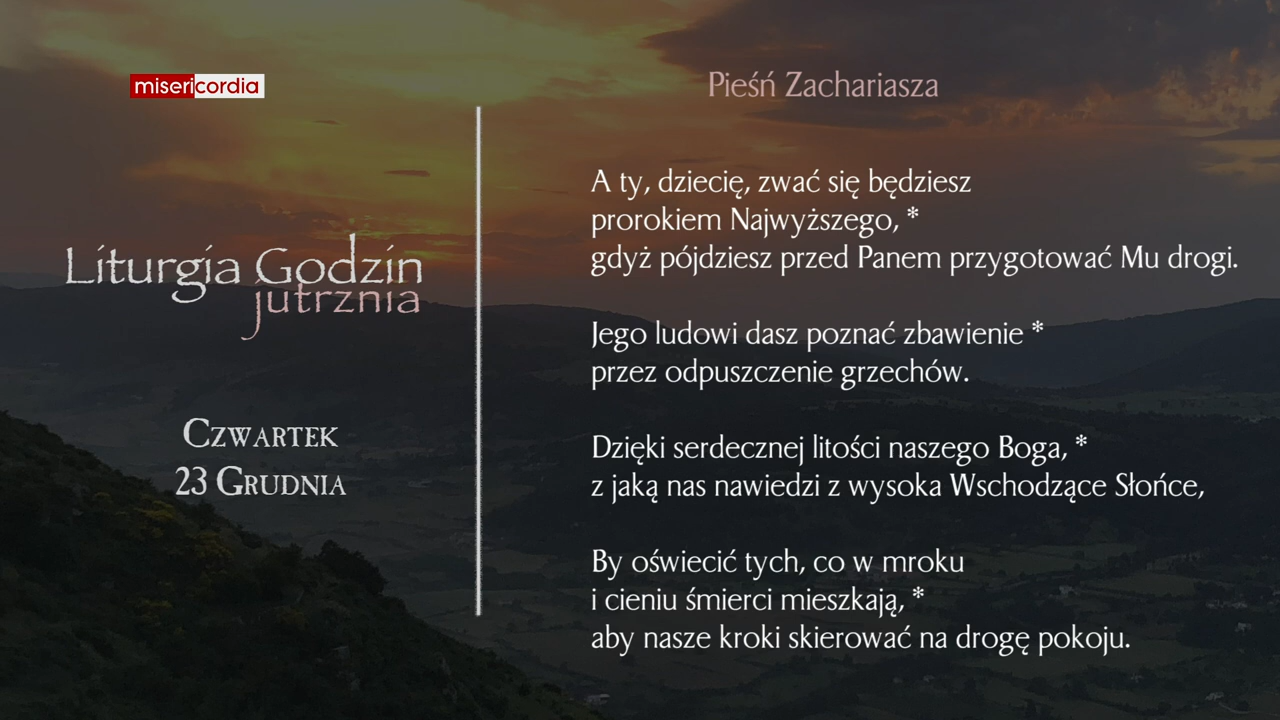 misericordia
Liturgia Godzin
jutrznia
Czwartek
23 Grudnia
Pieśń Zachariasza
A ty, dziecię, zwać się będziesz
prorokiem Najwyższego, *
gdyż pójdziesz przed Panem przygotować Mu drogi.
Jego ludowi dasz poznać zbawienie *
przez odpuszczenie grzechów.
Dzięki serdecznej litości naszego Boga, *
z jaką nas nawiedzi z wysoka Wschodzące Słońce,
By oświecić tych, co w mroku
i cieniu śmierci mieszkają, *
aby nasze kroki skierować na drogę pokoju.